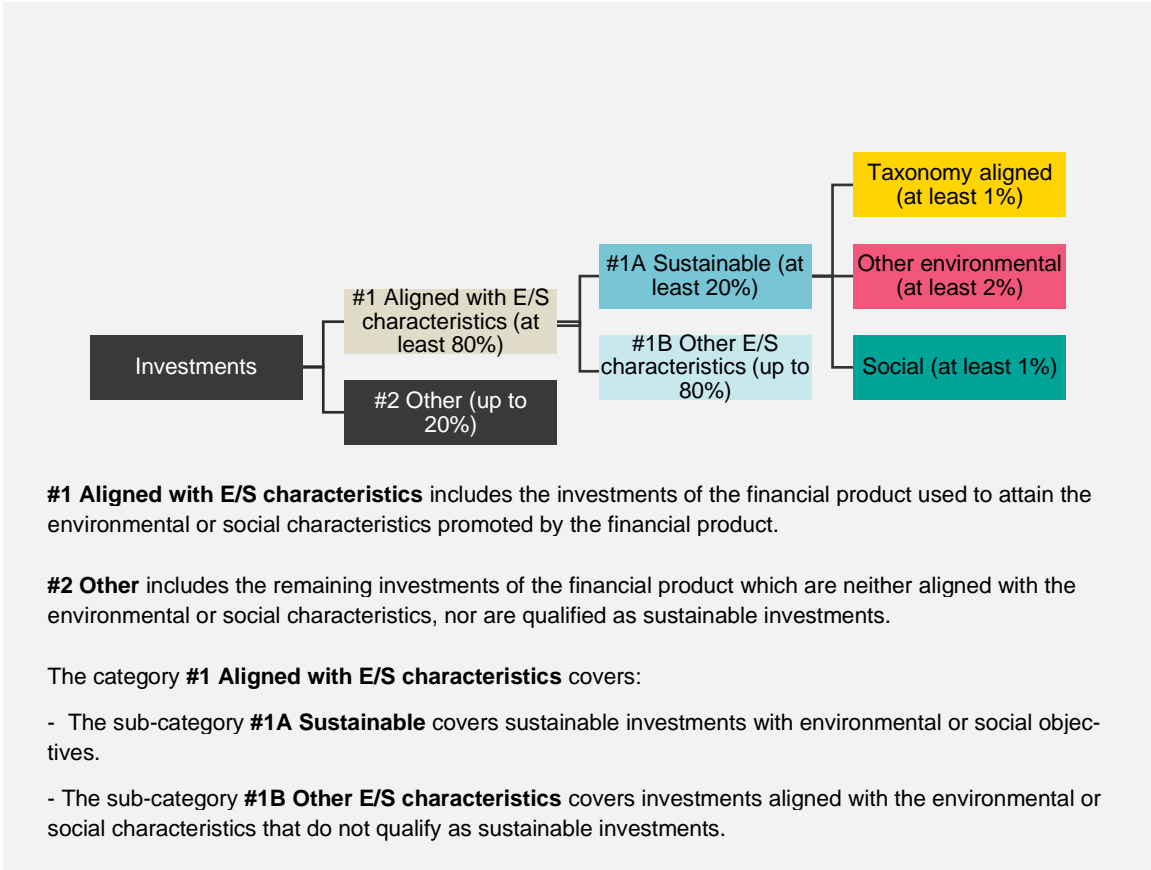 Taxonomy aligned
(at least 1%)
#1A Sustainable (at
least 20%)
Other environmental
(at least 2%)
#1 Aligned with E/S
characteristics (at
least 80%)
Investments
#1B Other E/S
characteristics (up to
80%)
Social (at least 1%)
#2 Other (up to
20%)
#1 Aligned with E/S characteristics includes the investments of the financial product used to attain the
environmental or social characteristics promoted by the financial product.
#2 Other includes the remaining investments of the financial product which are neither aligned with the
environmental or social characteristics, nor are qualified as sustainable investments.
The category #1 Aligned with E/S characteristics covers:
- The sub-category #1A Sustainable covers sustainable investments with environmental or social objec-
tives.
- The sub-category #1B Other E/S characteristics covers investments aligned with the environmental or
social characteristics that do not qualify as sustainable investments.